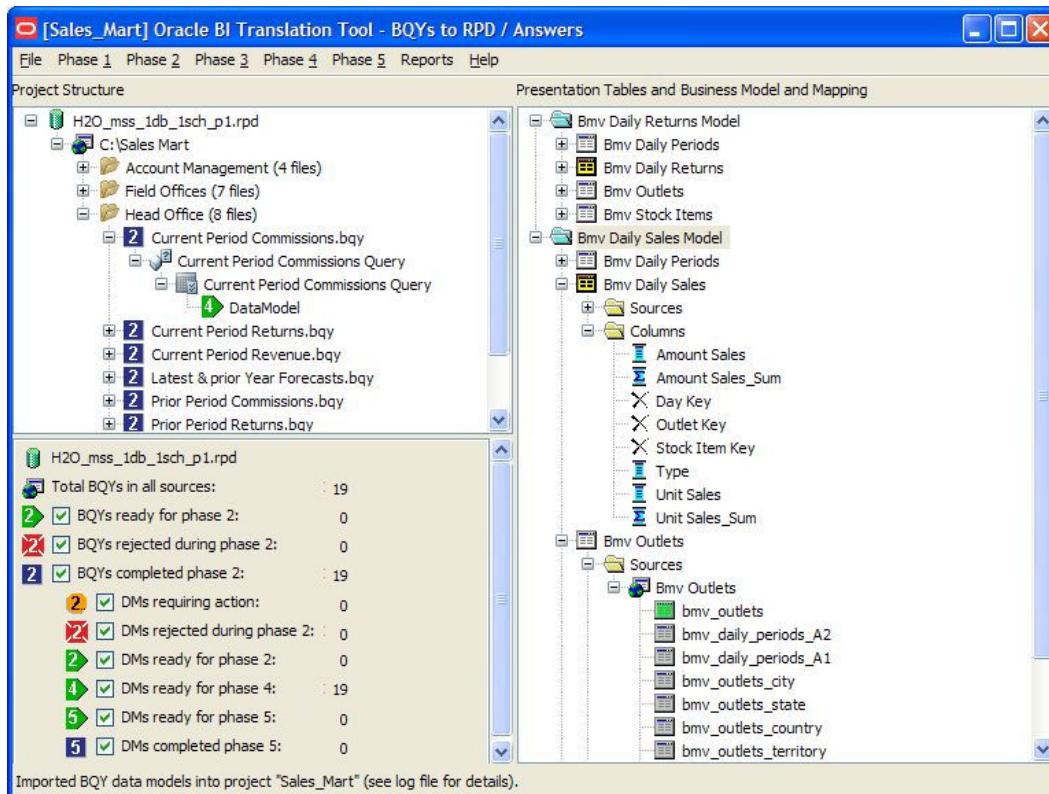 [Sales_Mart] Oracle BI Translation Tool - BQYs to RPD / Answers
File Phase 1 Phase 2 Phase 3 Phase 4 Phase 5 Reports Help
Project Structure
H2O_mss_1db_1sch_p1.rpd
C:\Sales Mart
Account Management (4 files)
Field Offices (7 files)
Head Office (8 files)
2 Current Period Commissions.bqy
Current Period Commissions Query
Current Period Commissions Query
4 DataModel
2 Current Period Returns.bqy
2 Current Period Revenue.bqy
2 Latest & prior Year Forecasts.bqy
2 Prior Period Commissions.bqy
2 Prior Period Returns.bqy
H2O_mss_1db_1sch_p1.rpd
Total BQYs in all sources: 19
2 BQYs ready for phase 2: 0
2 BQYs rejected during phase 2: 0
2 BQYs completed phase 2: 19
2 DMs requiring action: 0
2 DMs rejected during phase 2: 0
2 DMs ready for phase 2: 0
4 DMs ready for phase 4: 19
5 DMs ready for phase 5: 0
5 DMs completed phase 5: 0
Presentation Tables and Business Model and Mapping
Bmv Daily Returns Model
Bmv Daily Periods
Bmv Daily Returns
Bmv Outlets
Bmv Stock Items
Bmv Daily Sales Model
Bmv Daily Periods
Bmv Daily Sales
Sources
Columns
Amount Sales
Amount Sales_Sum
Day Key
Outlet Key
Stock Item Key
Type
Unit Sales
Unit Sales_Sum
Bmv Outlets
Sources
Bmv Outlets
bmv_outlets
bmv_daily_periods_A2
bmv_daily_periods_A1
bmv_outlets_city
bmv_outlets_state
bmv_outlets_country
bmv_outlets_territory
Imported BQY data models into project "Sales_Mart" (see log file for details).